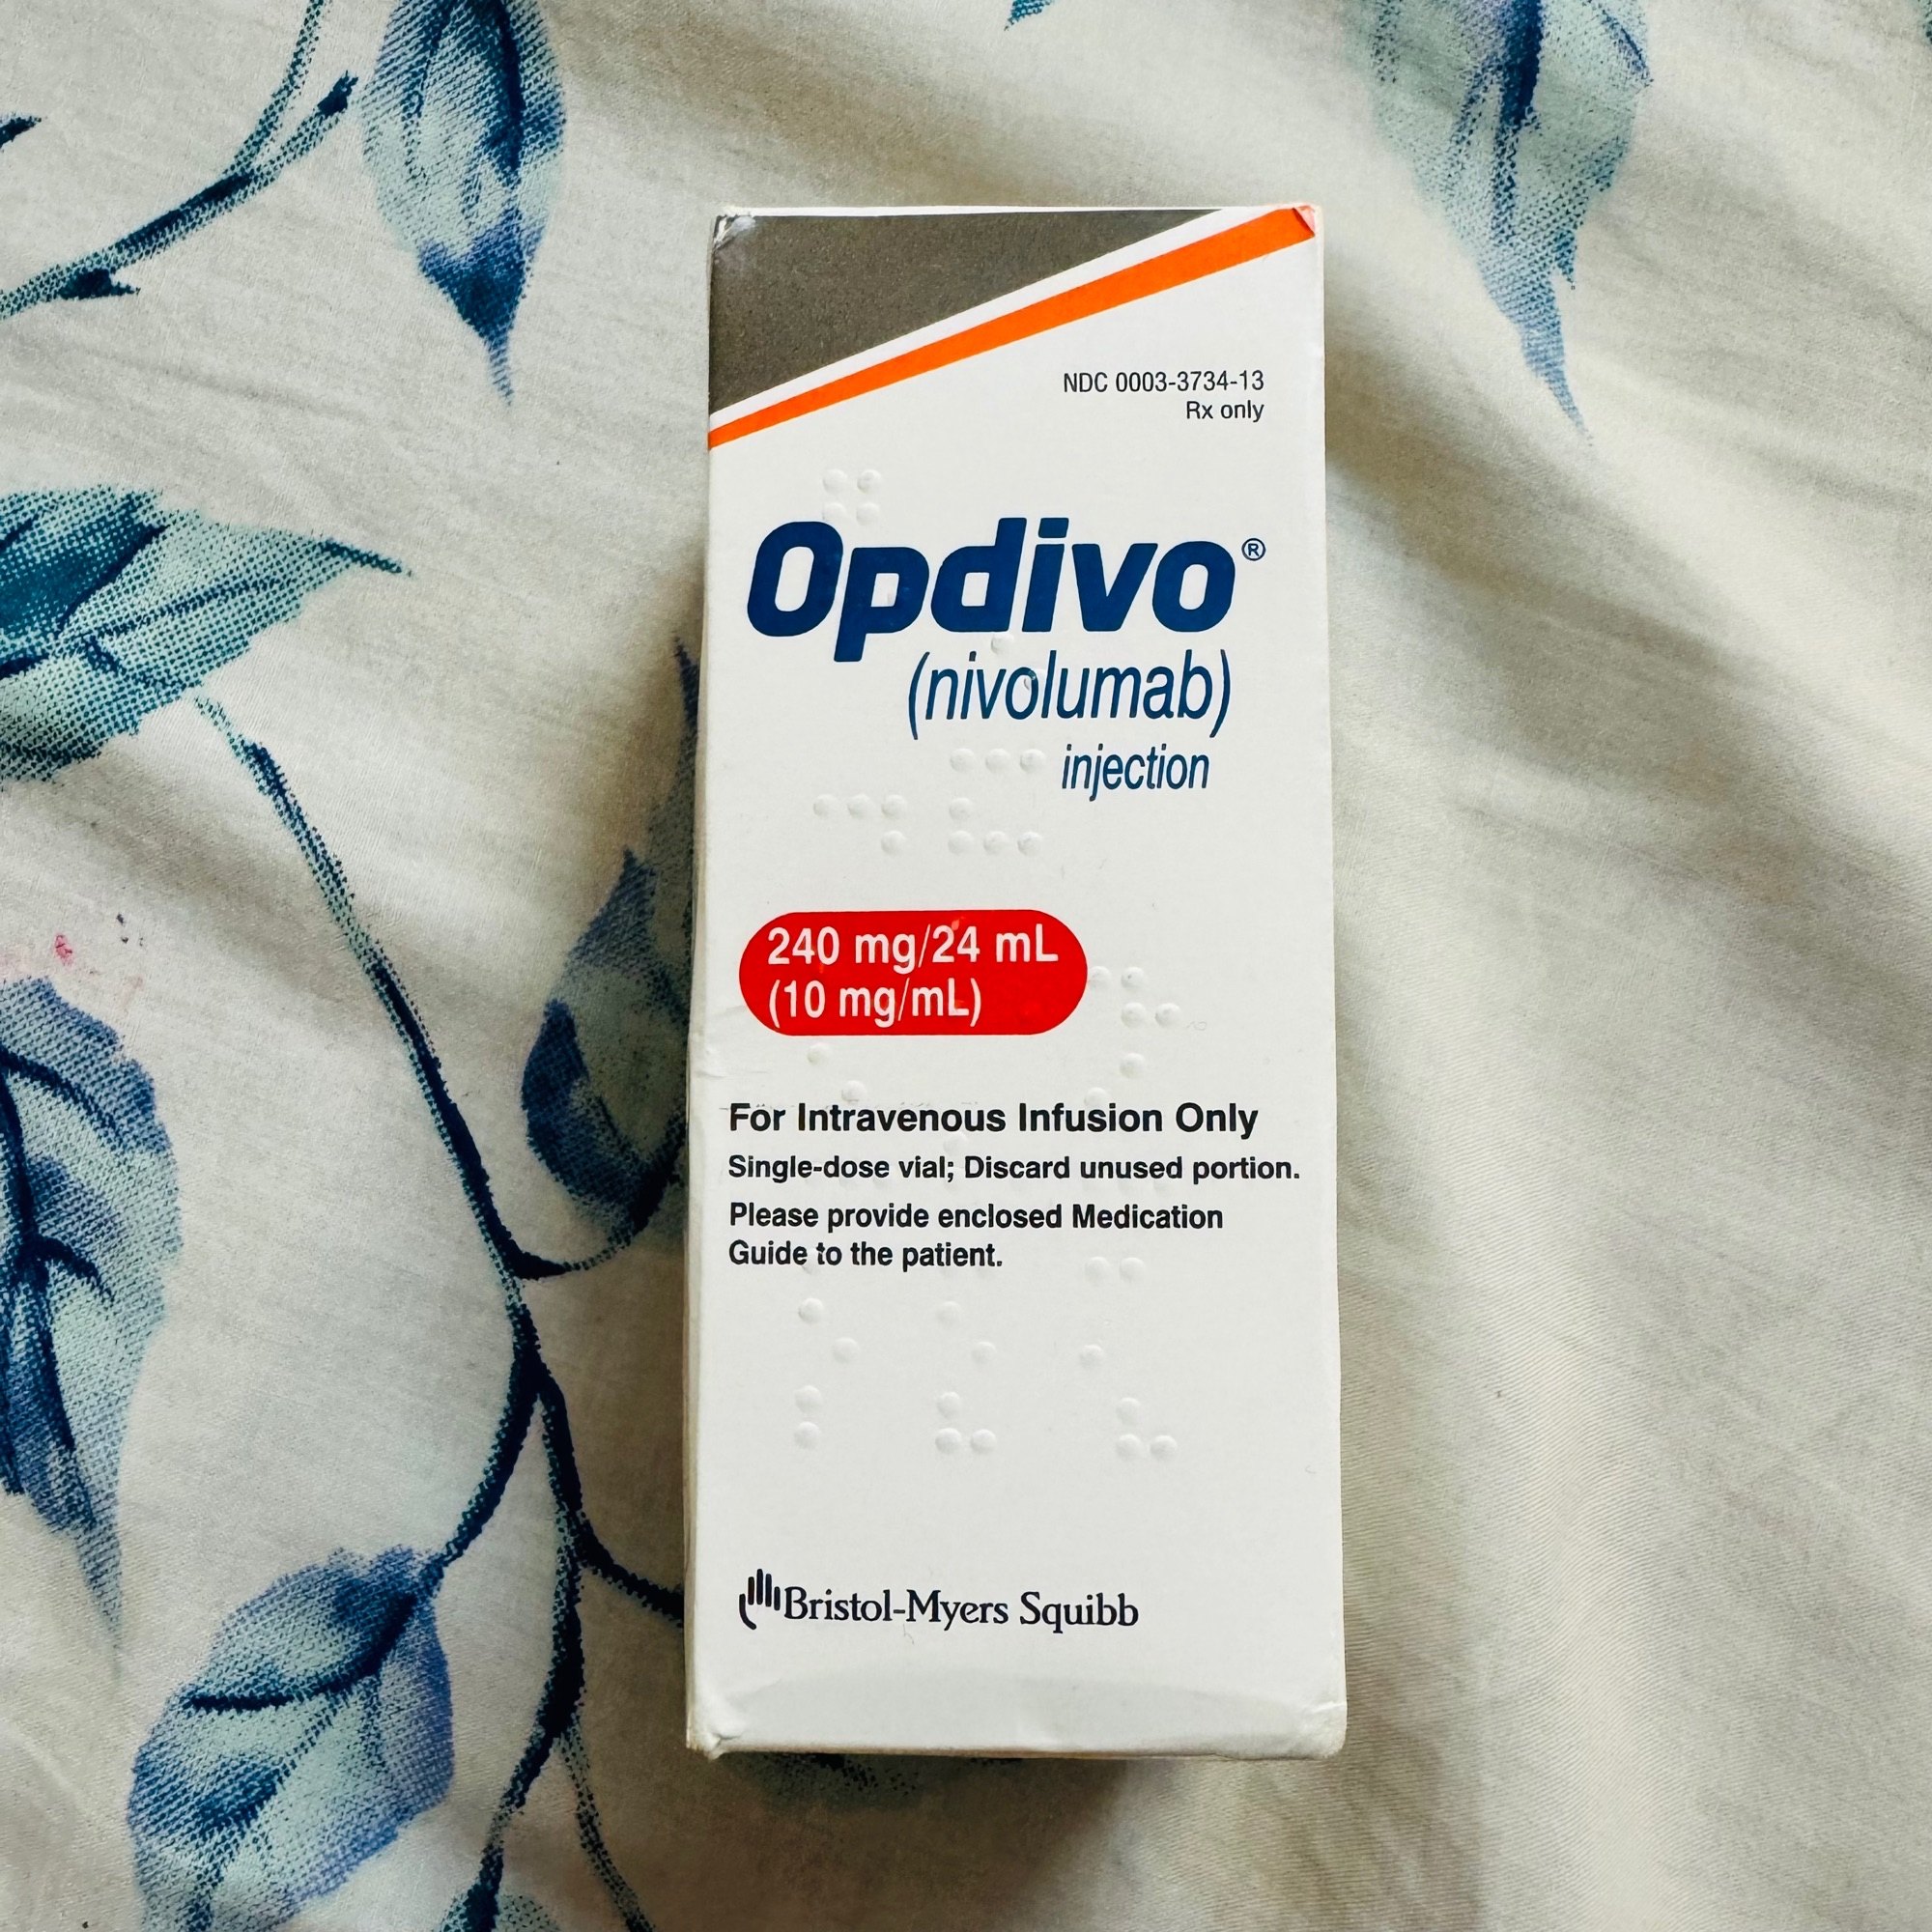 NDC 0003-3734-13
Rx only
Opdivo®
(nivolumab)
injection
240 mg/24 mL
(10 mg/mL)
For Intravenous Infusion Only
Single-dose vial; Discard unused portion.
Please provide enclosed Medication
Guide to the patient.
Bristol-Myers Squibb